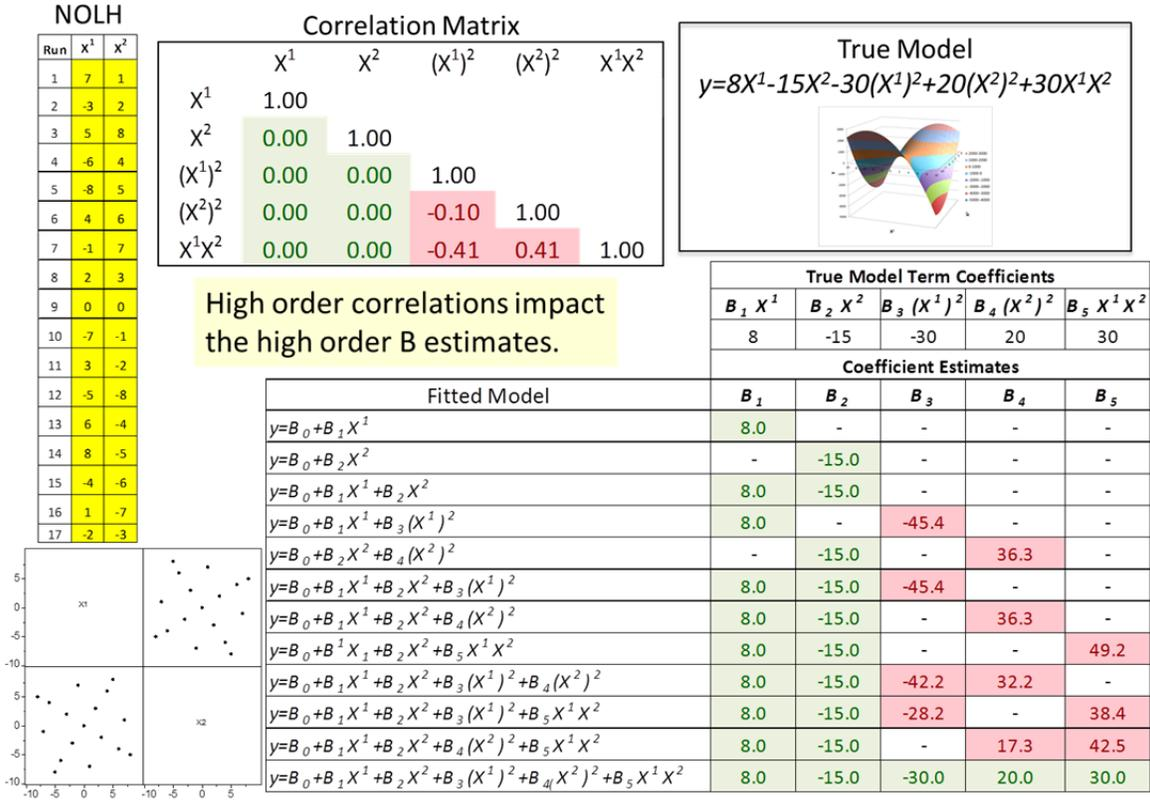 NOLH
Run X¹ X²
1 7 1
2 -3 2
3 5 8
4 -6 4
5 -8 5
6 4 6
7 -1 7
8 2 3
9 0 0
10 -7 -1
11 3 -2
12 -5 -8
13 6 -4
14 8 -5
15 -4 -6
16 1 -7
17 -2 -3
Correlation Matrix
X¹ X² (X¹)² (X²)² X¹X²
X¹ 1.00
X² 0.00 1.00
(X¹)² 0.00 0.00 1.00
(X²)² 0.00 0.00 -0.10 1.00
X¹X² 0.00 0.00 -0.41 0.41 1.00
True Model
y=8X¹-15X²-30(X¹)²+20(X²)²+30X¹X²
High order correlations impact
the high order B estimates.
True Model Term Coefficients
B₁ X¹ B₂ X² B₃ (X¹)² B₄ (X²)² B₅ X¹X²
8 -15 -30 20 30
Coefficient Estimates
Fitted Model B₁ B₂ B₃ B₄ B₅
y=B₀+B₁X¹ 8.0 - - - -
y=B₀+B₂X² - -15.0 - - -
y=B₀+B₁X¹+B₂X² 8.0 -15.0 - - -
y=B₀+B₁X¹+B₃(X¹)² 8.0 - -45.4 - -
y=B₀+B₂X²+B₄(X²)² - -15.0 - 36.3 -
y=B₀+B₁X¹+B₂X²+B₃(X¹)² 8.0 -15.0 -45.4 - -
y=B₀+B₁X¹+B₂X²+B₄(X²)² 8.0 -15.0 - 36.3 -
y=B₀+B¹X₁+B₂X²+B₅X¹X² 8.0 -15.0 - - 49.2
y=B₀+B₁X¹+B₂X²+B₃(X¹)²+B₄(X²)² 8.0 -15.0 -42.2 32.2 -
y=B₀+B₁X¹+B₂X²+B₃(X¹)²+B₅X¹X² 8.0 -15.0 -28.2 - 38.4
y=B₀+B₁X¹+B₂X²+B₄(X²)²+B₅X¹X² 8.0 -15.0 - 17.3 42.5
y=B₀+B₁X¹+B₂X²+B₃(X¹)²+B₄(X²)²+B₅X¹X² 8.0 -15.0 -30.0 20.0 30.0
5
0
-5
-10
X1
5
0
-5
-10
X2
-10 -5 0 5 -10 -5 0 5